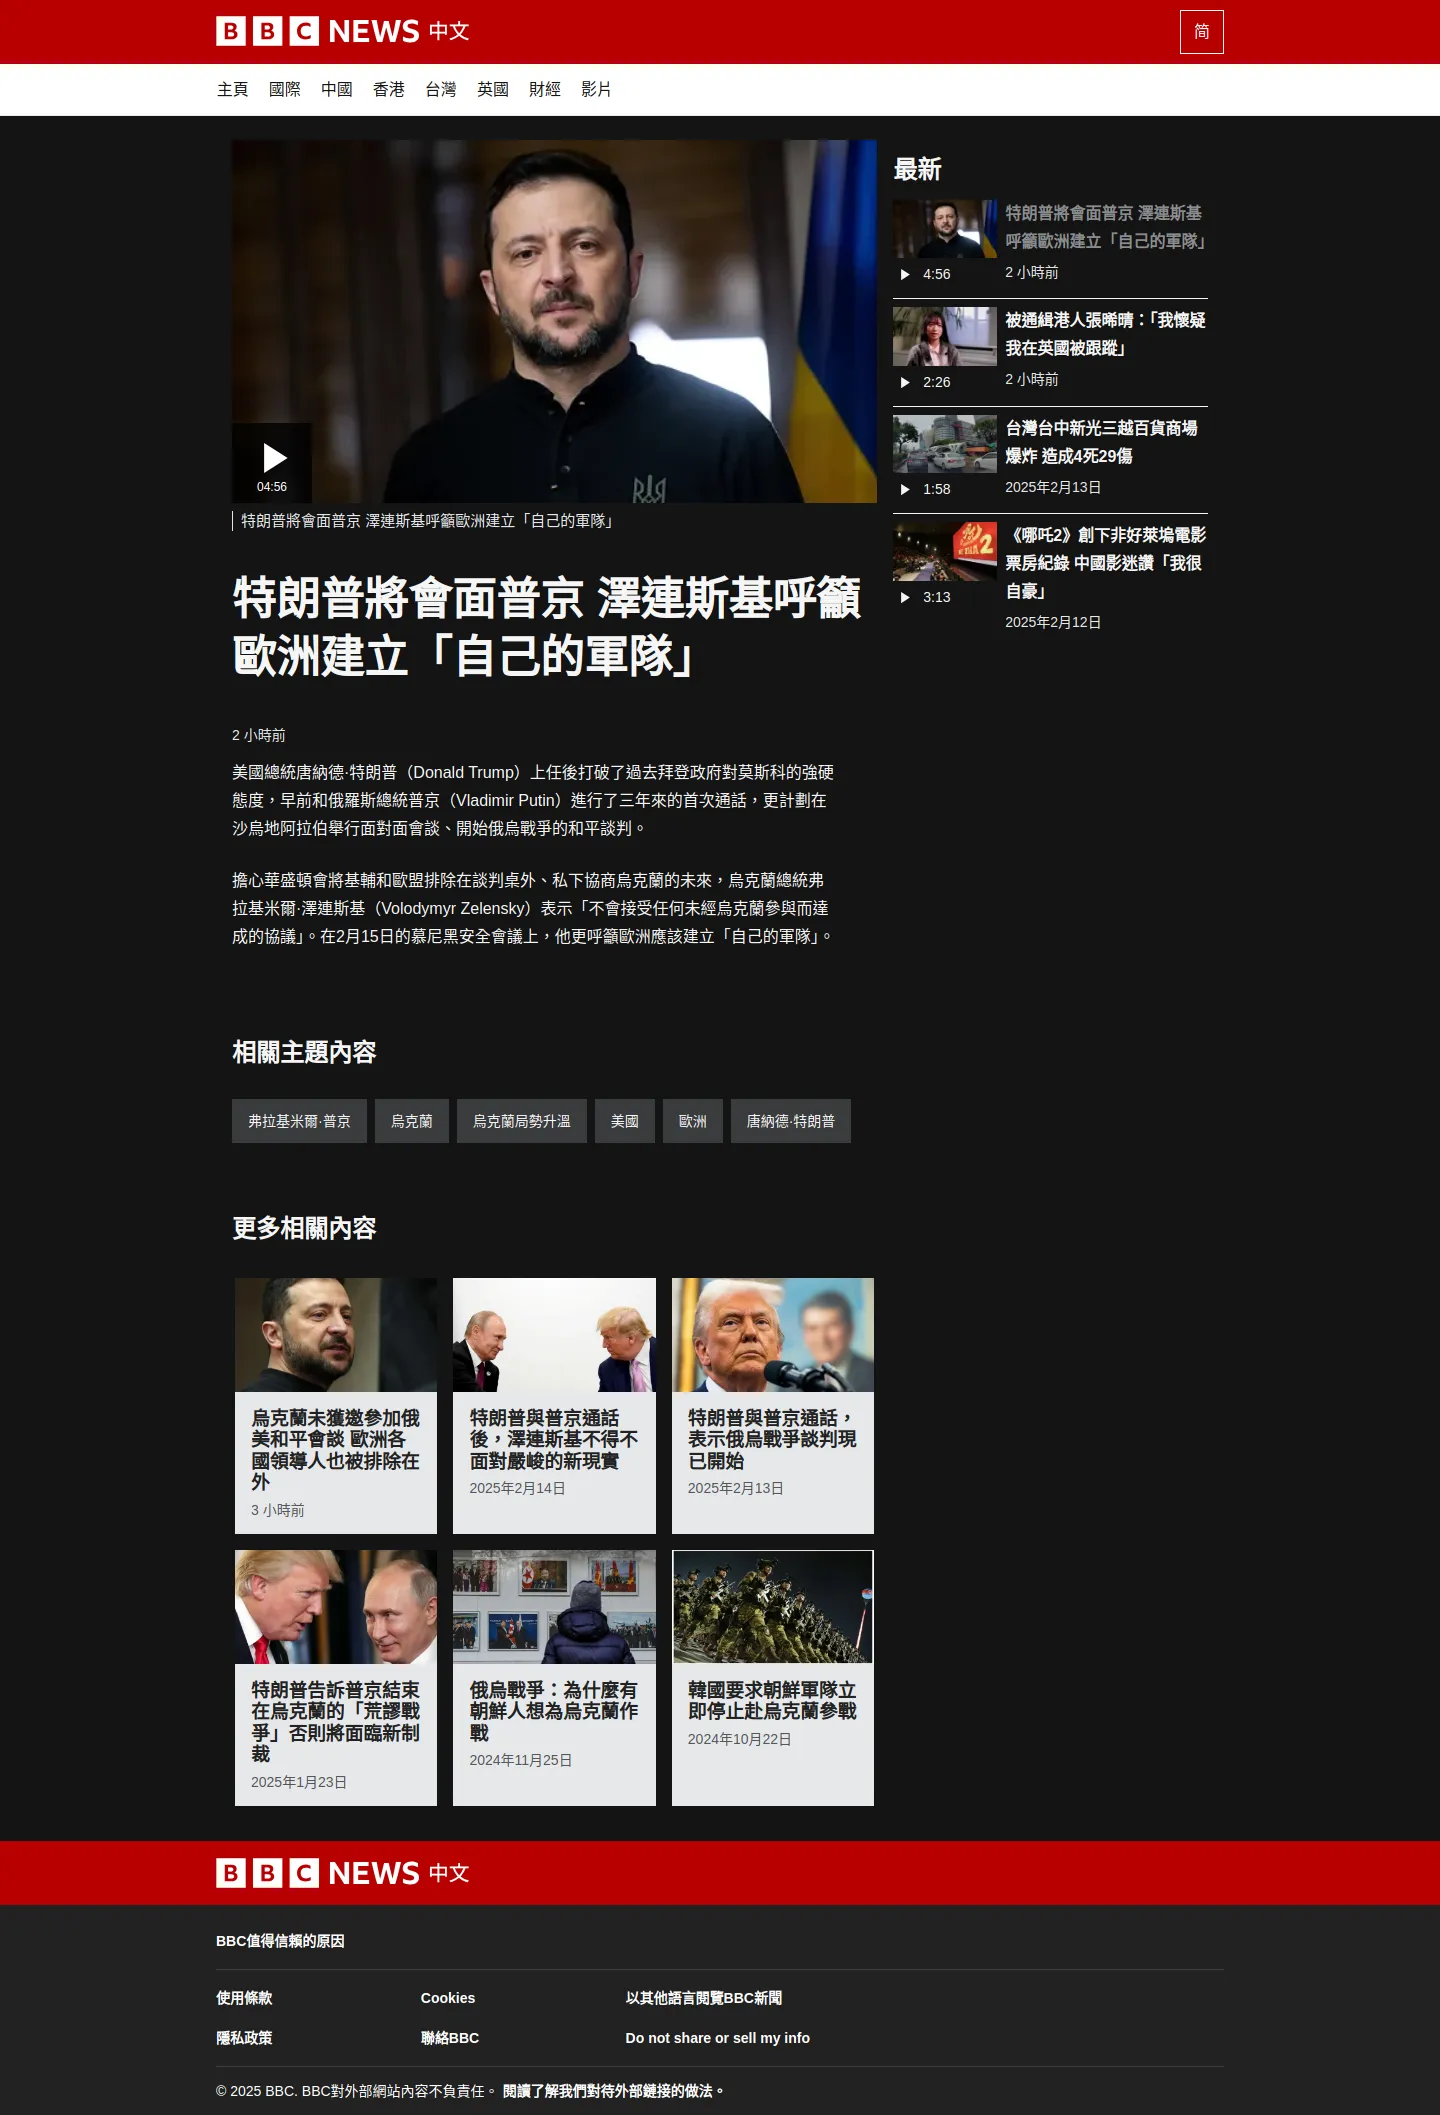 BBC NEWS 中文
简
主頁 國際 中國 香港 台灣 英國 財經 影片
04:56
特朗普將會面普京 澤連斯基呼籲歐洲建立「自己的軍隊」
特朗普將會面普京 澤連斯基呼籲
歐洲建立「自己的軍隊」
2 小時前
美國總統唐納德·特朗普（Donald Trump）上任後打破了過去拜登政府對莫斯科的強硬
態度，早前和俄羅斯總統普京（Vladimir Putin）進行了三年來的首次通話，更計劃在
沙烏地阿拉伯舉行面對面會談、開始俄烏戰爭的和平談判。
擔心華盛頓會將基輔和歐盟排除在談判桌外、私下協商烏克蘭的未來，烏克蘭總統弗
拉基米爾·澤連斯基（Volodymyr Zelensky）表示「不會接受任何未經烏克蘭參與而達
成的協議」。在2月15日的慕尼黑安全會議上，他更呼籲歐洲應該建立「自己的軍隊」。
最新
特朗普將會面普京 澤連斯基
呼籲歐洲建立「自己的軍隊」
4:56
2 小時前
被通緝港人張晞晴：「我懷疑
我在英國被跟蹤」
2:26
2 小時前
台灣台中新光三越百貨商場
爆炸 造成4死29傷
1:58
2025年2月13日
《哪吒2》創下非好萊塢電影
票房紀錄 中國影迷讚「我很
自豪」
3:13
2025年2月12日
相關主題內容
弗拉基米爾·普京 烏克蘭 烏克蘭局勢升溫 美國 歐洲 唐納德·特朗普
更多相關內容
烏克蘭未獲邀參加俄
美和平會談 歐洲各
國領導人也被排除在
外
3 小時前
特朗普與普京通話
後，澤連斯基不得不
面對嚴峻的新現實
2025年2月14日
特朗普與普京通話，
表示俄烏戰爭談判現
已開始
2025年2月13日
特朗普告訴普京結束
在烏克蘭的「荒謬戰
爭」否則將面臨新制
裁
2025年1月23日
俄烏戰爭：為什麼有
朝鮮人想為烏克蘭作
戰
2024年11月25日
韓國要求朝鮮軍隊立
即停止赴烏克蘭參戰
2024年10月22日
BBC NEWS 中文
BBC值得信賴的原因
使用條款 Cookies 以其他語言閱覽BBC新聞
隱私政策 聯絡BBC Do not share or sell my info
© 2025 BBC. BBC對外部網站內容不負責任。 閱讀了解我們對待外部鏈接的做法。